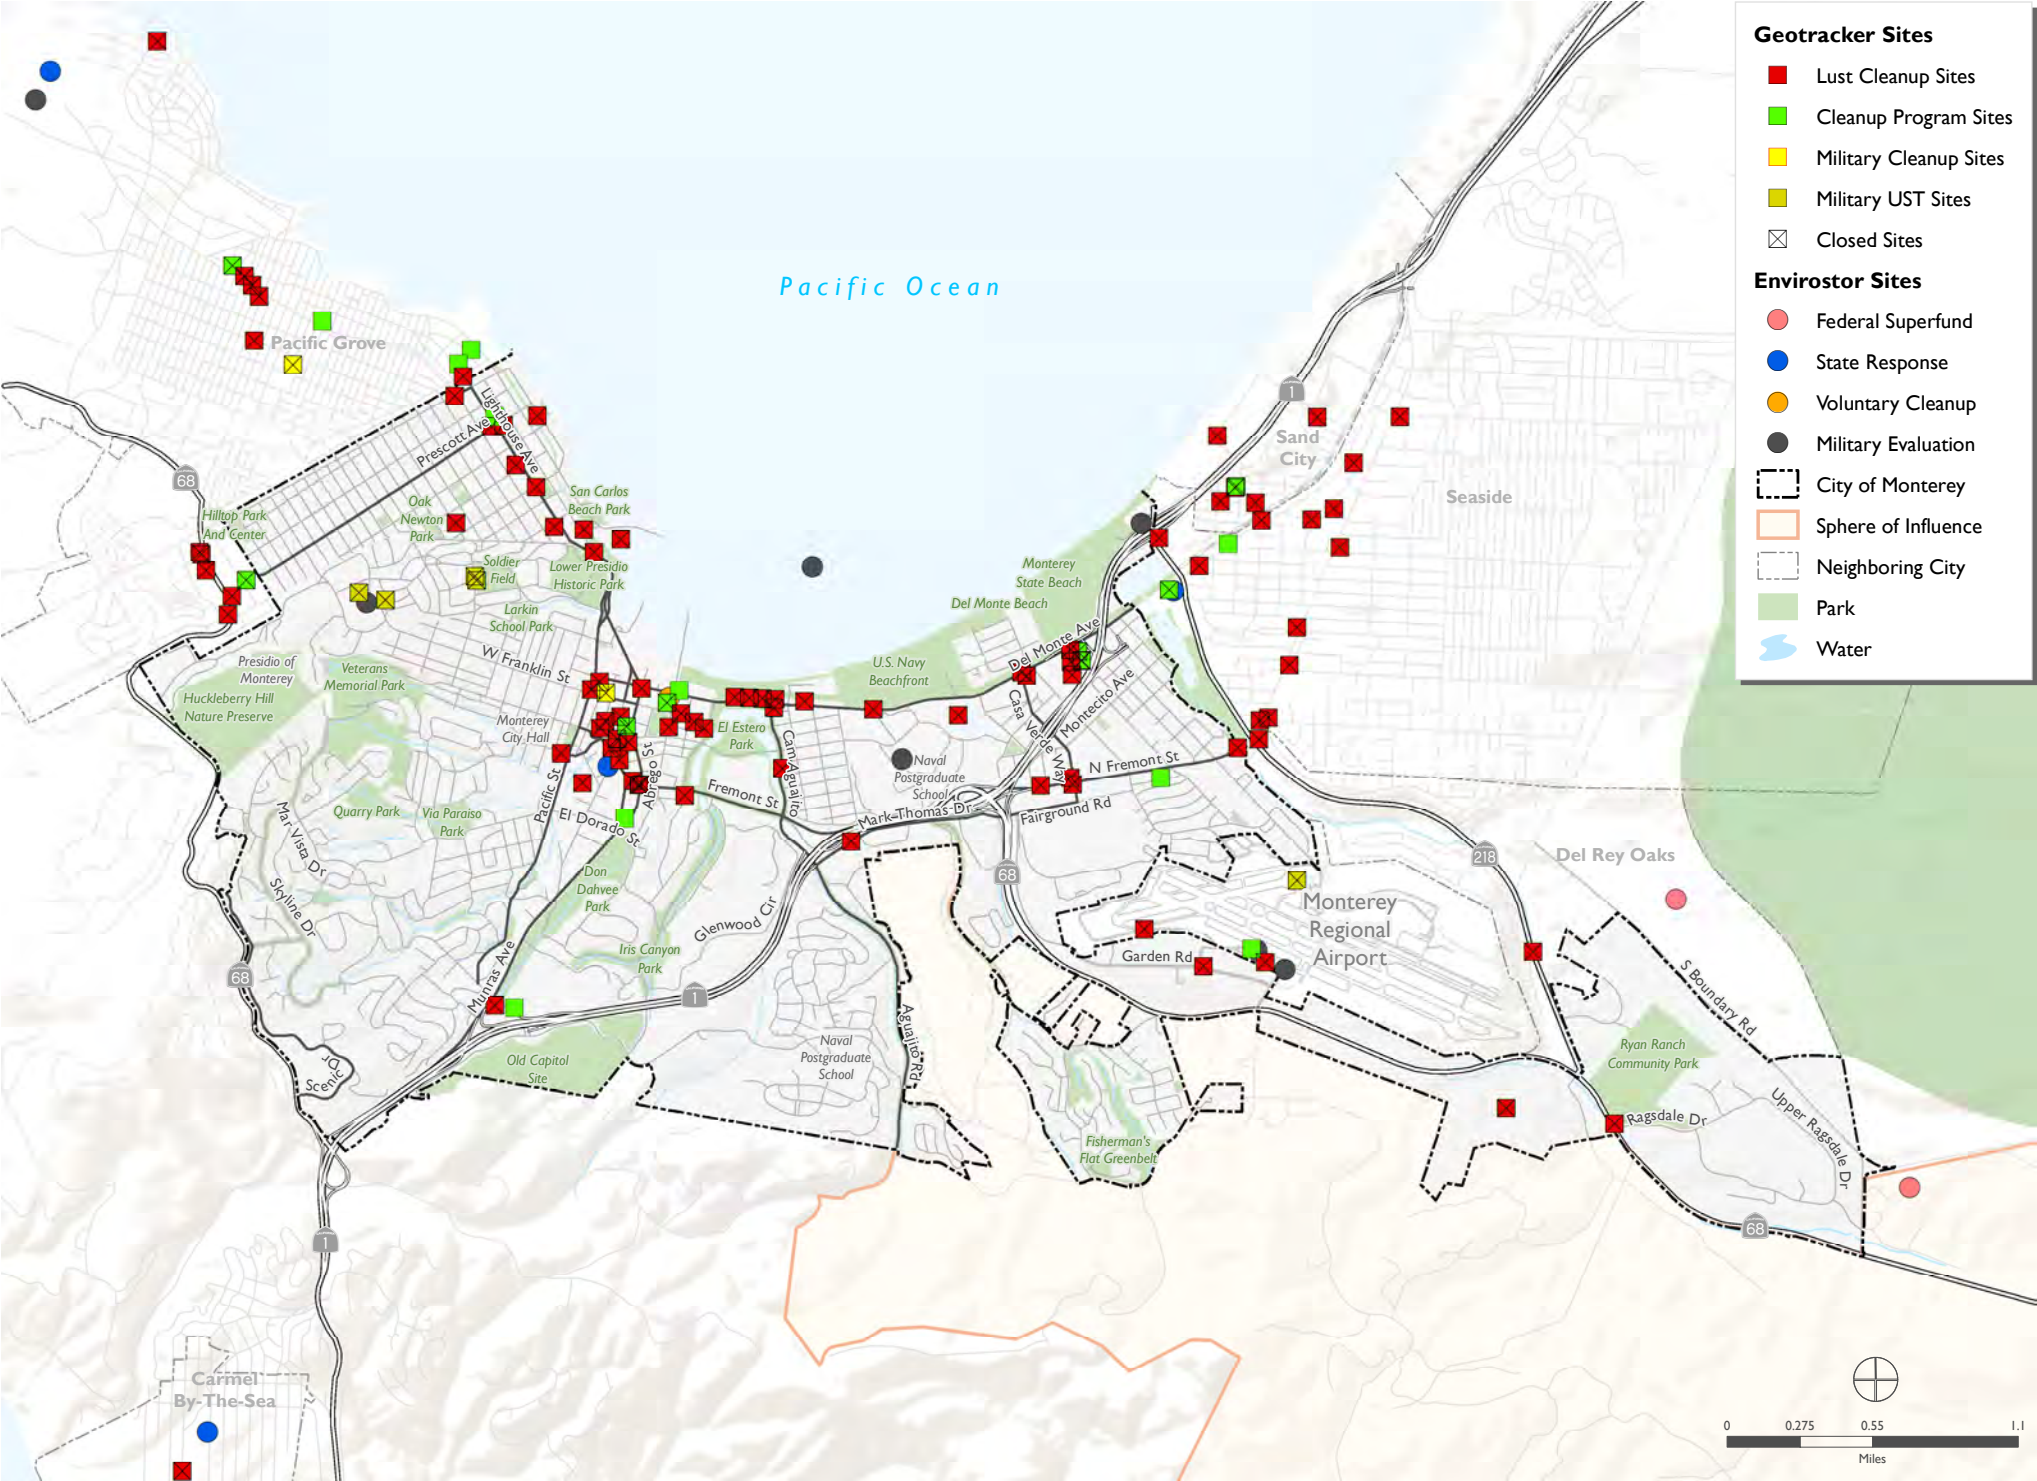 Geotracker Sites
Lust Cleanup Sites
Cleanup Program Sites
Military Cleanup Sites
Military UST Sites
Closed Sites
Envirostor Sites
Federal Superfund
State Response
Voluntary Cleanup
Military Evaluation
City of Monterey
Sphere of Influence
Neighboring City
Park
Water
Pacific Ocean
Pacific Grove
Lighthouse Ave
Prescott Ave
68
Hilltop Park
And Center
Oak
Newton
Park
San Carlos
Beach Park
Soldier
Field
Lower Presidio
Historic Park
Larkin
School Park
1
Sand
City
Seaside
Monterey
State Beach
Del Monte Beach
Del Monte Ave
U.S. Navy
Beachfront
W Franklin St
Presidio of
Monterey
Veterans
Memorial Park
Huckleberry Hill
Nature Preserve
Monterey
City Hall
El Estero
Park
Cam Aguajito
Casa Verde Way
Montecito Ave
Naval
Postgraduate
School
N Fremont St
Fairground Rd
Mark Thomas Dr
Fremont St
Abrego St
Pacific St
El Dorado St
Quarry Park
Via Paraiso
Park
Mar Vista Dr
Skyline Dr
Don
Dahvee
Park
Glenwood Cir
Iris Canyon
Park
Munras Ave
68
1
68
218
Del Rey Oaks
Monterey
Regional
Airport
Garden Rd
S Boundary Rd
Ryan Ranch
Community Park
Upper Ragsdale Dr
Ragsdale Dr
Naval
Postgraduate
School
Aguajito Rd
Old Capitol
Site
Scenic Dr
Fisherman's
Flat Greenbelt
68
1
Carmel
By-The-Sea
0
0.275
0.55
1.1
Miles